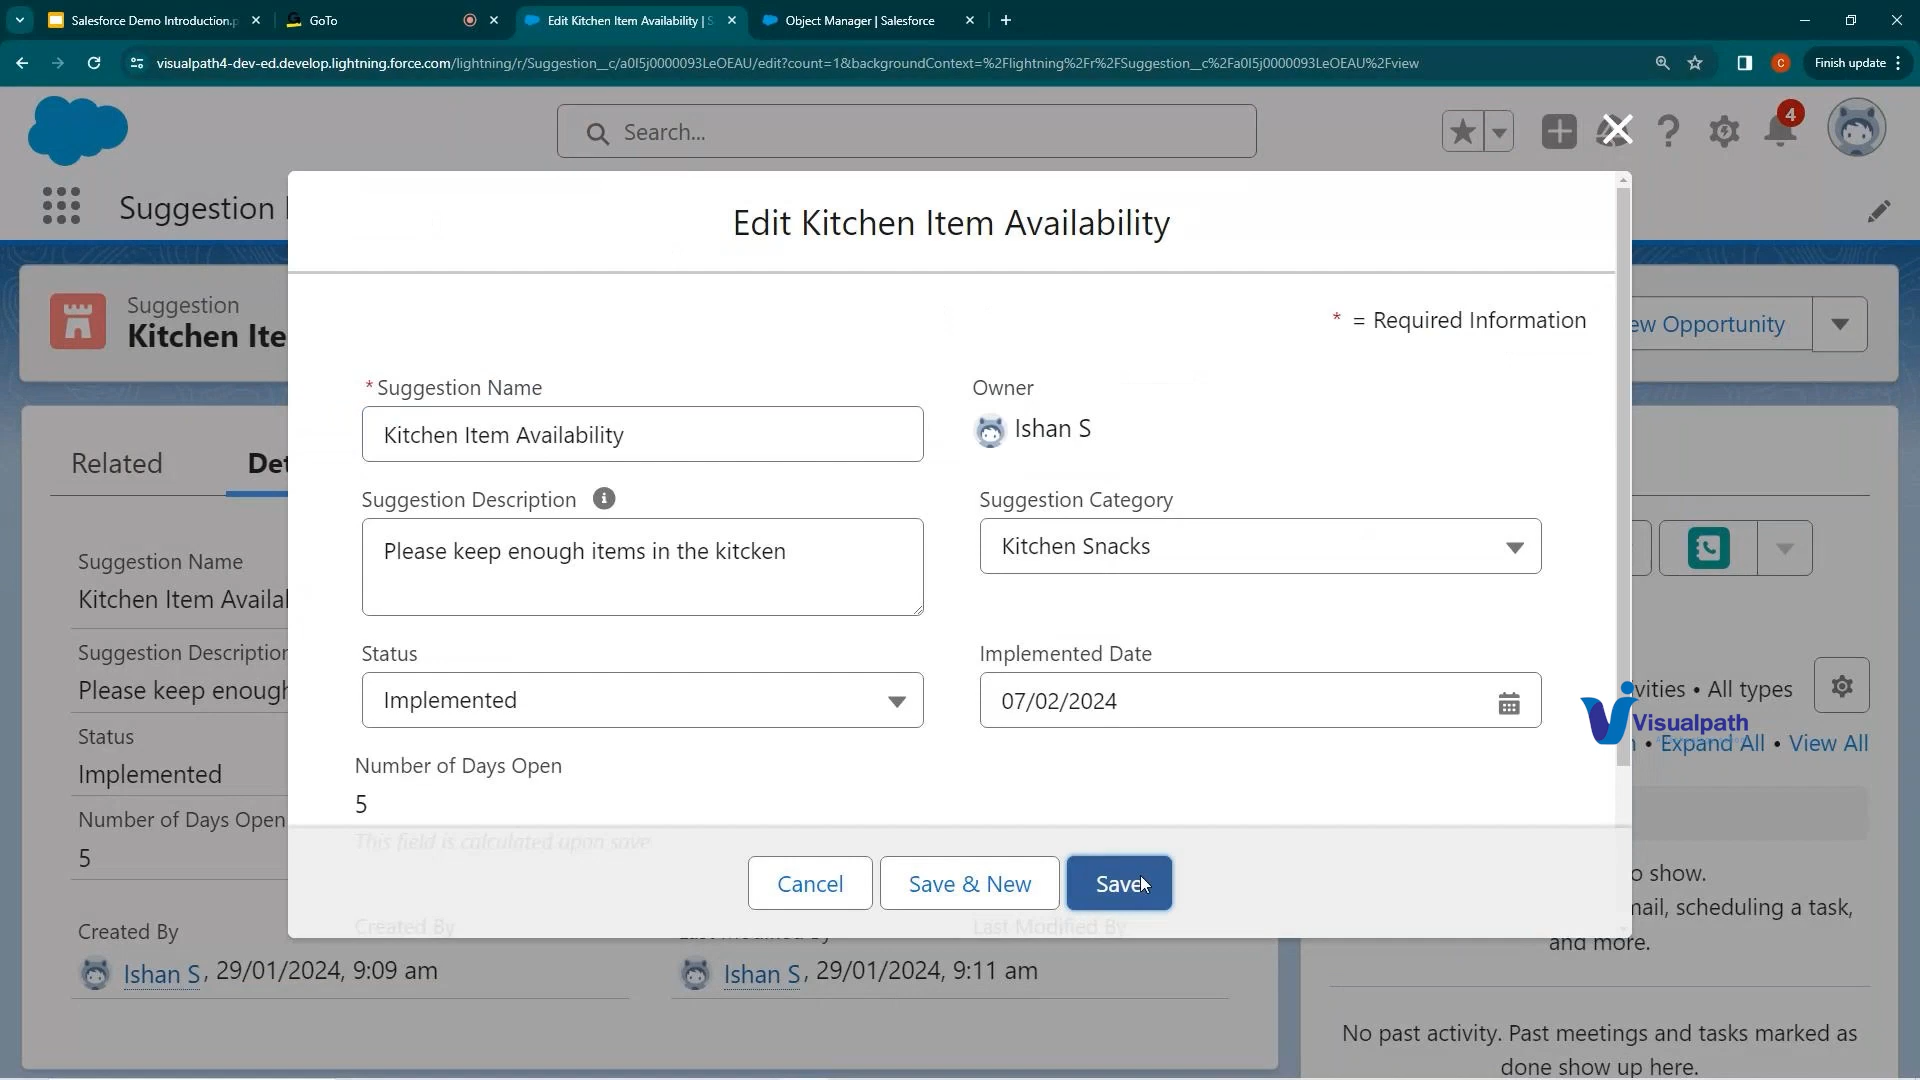 Salesforce Demo Introduction.p
GoTo
Edit Kitchen Item Availability | S
Object Manager | Salesforce
visualpath4-dev-ed.develop.lightning.force.com/lightning/r/Suggestion__c/a0I5j0000093LeOEAU/edit?count=1&backgroundContext=%2Flightning%2Fr%2FSuggestion__c%2Fa0I5j0000093LeOEAU%2Fview
C
Finish update
Search...
4
Suggestion
Edit Kitchen Item Availability
Suggestion
Kitchen Ite
* = Required Information
ew Opportunity
*Suggestion Name
Owner
Kitchen Item Availability
Ishan S
Related
Det
Suggestion Description
Suggestion Category
Please keep enough items in the kitcken
Kitchen Snacks
Suggestion Name
Kitchen Item Availal
Suggestion Description
Please keep enough
Status
Implemented Date
Implemented
07/02/2024
vities • All types
Visualpath
• Expand All • View All
Status
Implemented
Number of Days Open
5
This field is calculated upon save
Number of Days Open
5
Cancel
Save & New
Save
o show.
mail, scheduling a task,
and more.
Created By
Created By
Last Modified By
Last Modified By
Ishan S, 29/01/2024, 9:09 am
Ishan S, 29/01/2024, 9:11 am
No past activity. Past meetings and tasks marked as
done show up here.